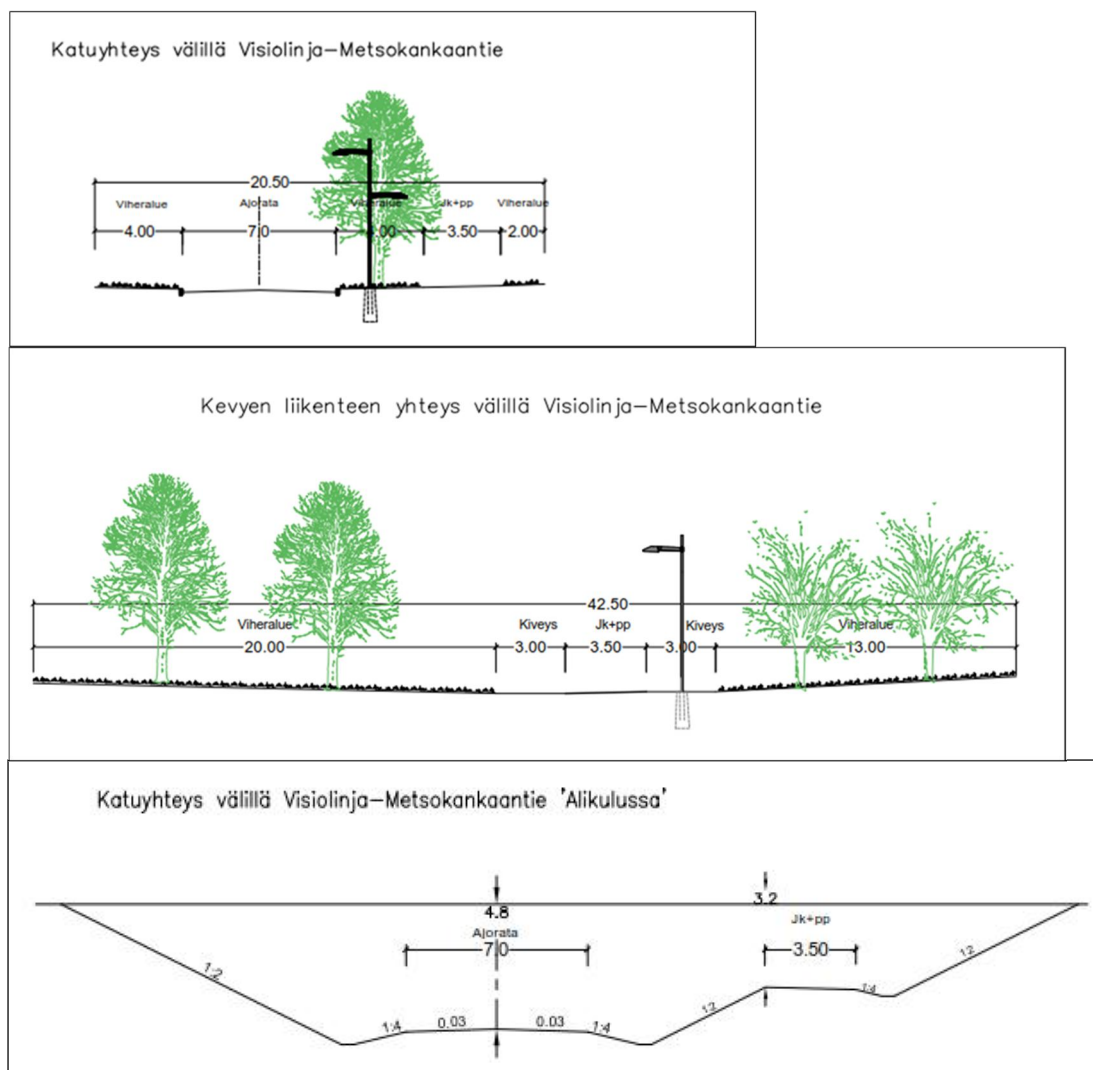 Katuyhteys välillä Visiolinja–Metsokankaantie
20.50
Viheralue Ajorata Viheralue Jk+pp Viheralue
4.00 7.0 4.00 3.50 2.00
Kevyen liikenteen yhteys välillä Visiolinja–Metsokankaantie
42.50
Viheralue Kiveys Jk+pp Kiveys Viheralue
20.00 3.00 3.50 3.00 13.00
Katuyhteys välillä Visiolinja–Metsokankaantie 'Alikulussa'
4.8 3.2
Ajorata Jk+pp
7.0 3.50
1:2 1:2
1:4 0.03 0.03 1:4 1:2 1:4